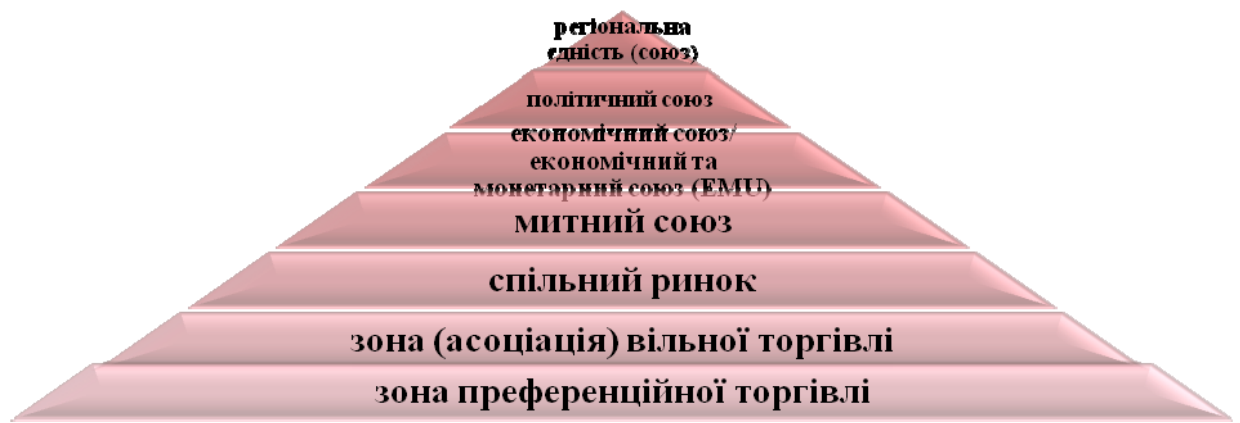 регіональна
єдність (союз)
політичний союз
економічний союз/
економічний та
монетарний союз (EMU)
митний союз
спільний ринок
зона (асоціація) вільної торгівлі
зона преференційної торгівлі